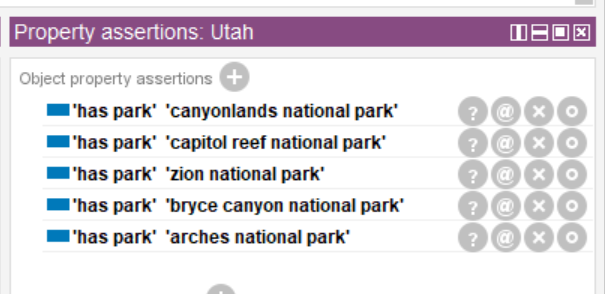 Property assertions: Utah
Object property assertions
'has park' 'canyonlands national park'
'has park' 'capitol reef national park'
'has park' 'zion national park'
'has park' 'bryce canyon national park'
'has park' 'arches national park'